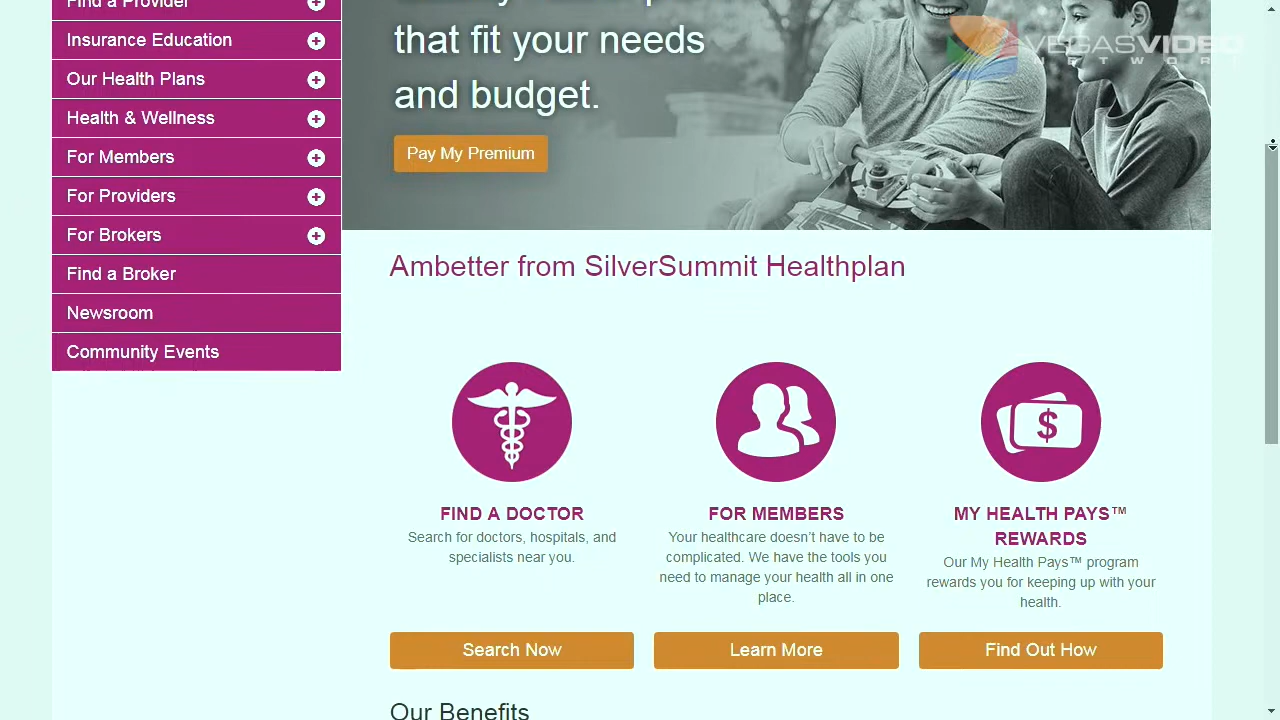 Find a Provider
Insurance Education
Our Health Plans
Health & Wellness
For Members
For Providers
For Brokers
Find a Broker
Newsroom
Community Events
that fit your needs
and budget.
Pay My Premium
VEGASVIDEO
NETWORK
Ambetter from SilverSummit Healthplan
FIND A DOCTOR
Search for doctors, hospitals, and
specialists near you.
Search Now
FOR MEMBERS
Your healthcare doesn’t have to be
complicated. We have the tools you
need to manage your health all in one
place.
Learn More
MY HEALTH PAYS™
REWARDS
Our My Health Pays™ program
rewards you for keeping up with your
health.
Find Out How
Our Benefits